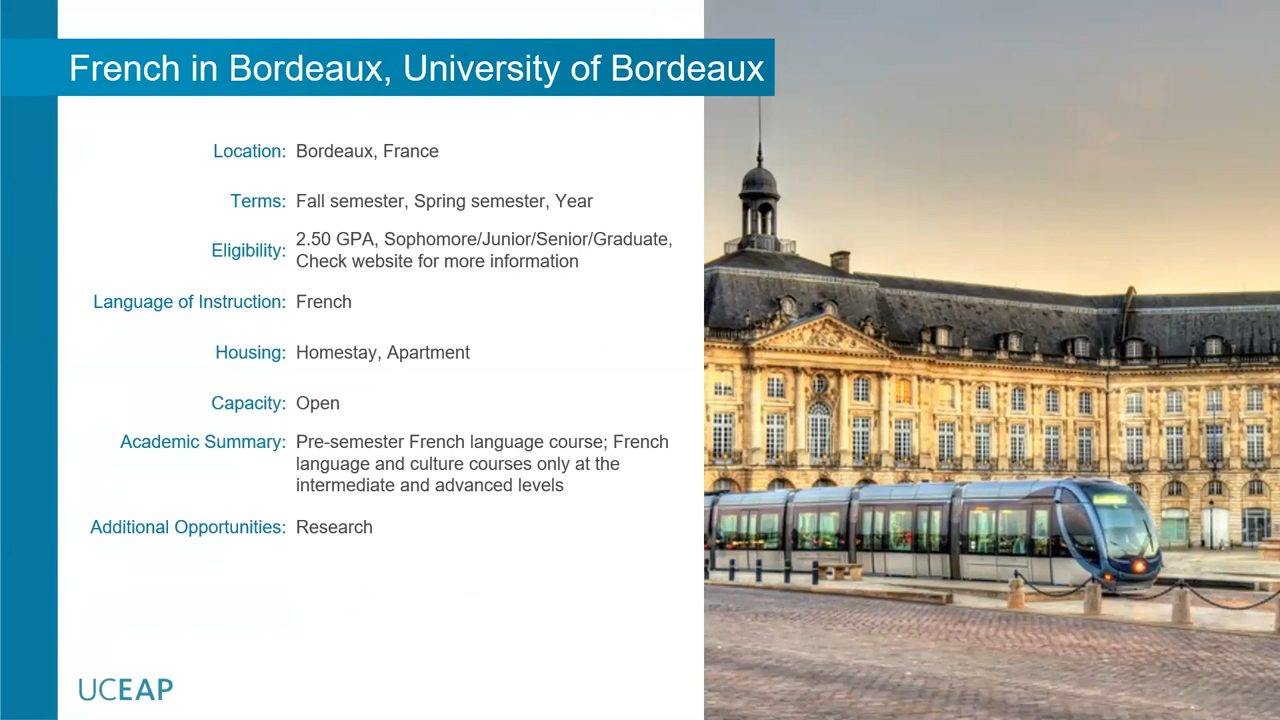 French in Bordeaux, University of Bordeaux
Location: Bordeaux, France
Terms: Fall semester, Spring semester, Year
Eligibility: 2.50 GPA, Sophomore/Junior/Senior/Graduate,
Check website for more information
Language of Instruction: French
Housing: Homestay, Apartment
Capacity: Open
Academic Summary: Pre-semester French language course; French
language and culture courses only at the
intermediate and advanced levels
Additional Opportunities: Research
UCEAP